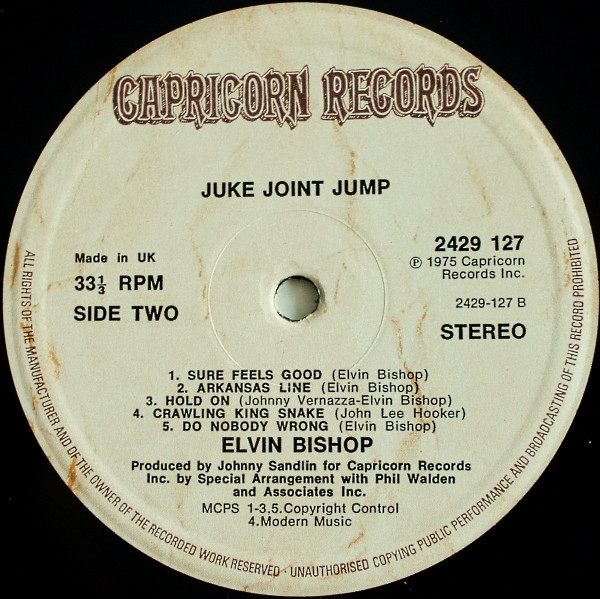 CAPRICORN RECORDS
JUKE JOINT JUMP
Made in UK
33⅓ RPM
SIDE TWO
2429 127
℗ 1975 Capricorn
Records Inc.
2429-127 B
STEREO
1. SURE FEELS GOOD (Elvin Bishop)
2. ARKANSAS LINE (Elvin Bishop)
3. HOLD ON (Johnny Vernazza-Elvin Bishop)
4. CRAWLING KING SNAKE (John Lee Hooker)
5. DO NOBODY WRONG (Elvin Bishop)
ELVIN BISHOP
Produced by Johnny Sandlin for Capricorn Records
Inc. by Special Arrangement with Phil Walden
and Associates Inc.
MCPS 1-3,5.Copyright Control
4.Modern Music
ALL RIGHTS OF THE MANUFACTURER AND OF THE OWNER OF THE RECORDED WORK RESERVED - UNAUTHORISED COPYING PUBLIC PERFORMANCE AND BROADCASTING OF THIS RECORD PROHIBITED